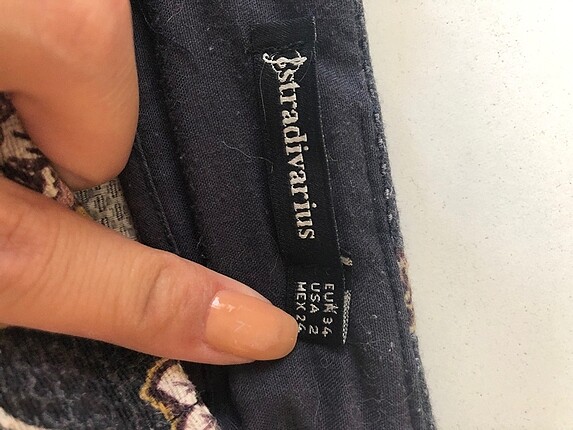 stradivarius
EUR 34
USA 2
MEX 24